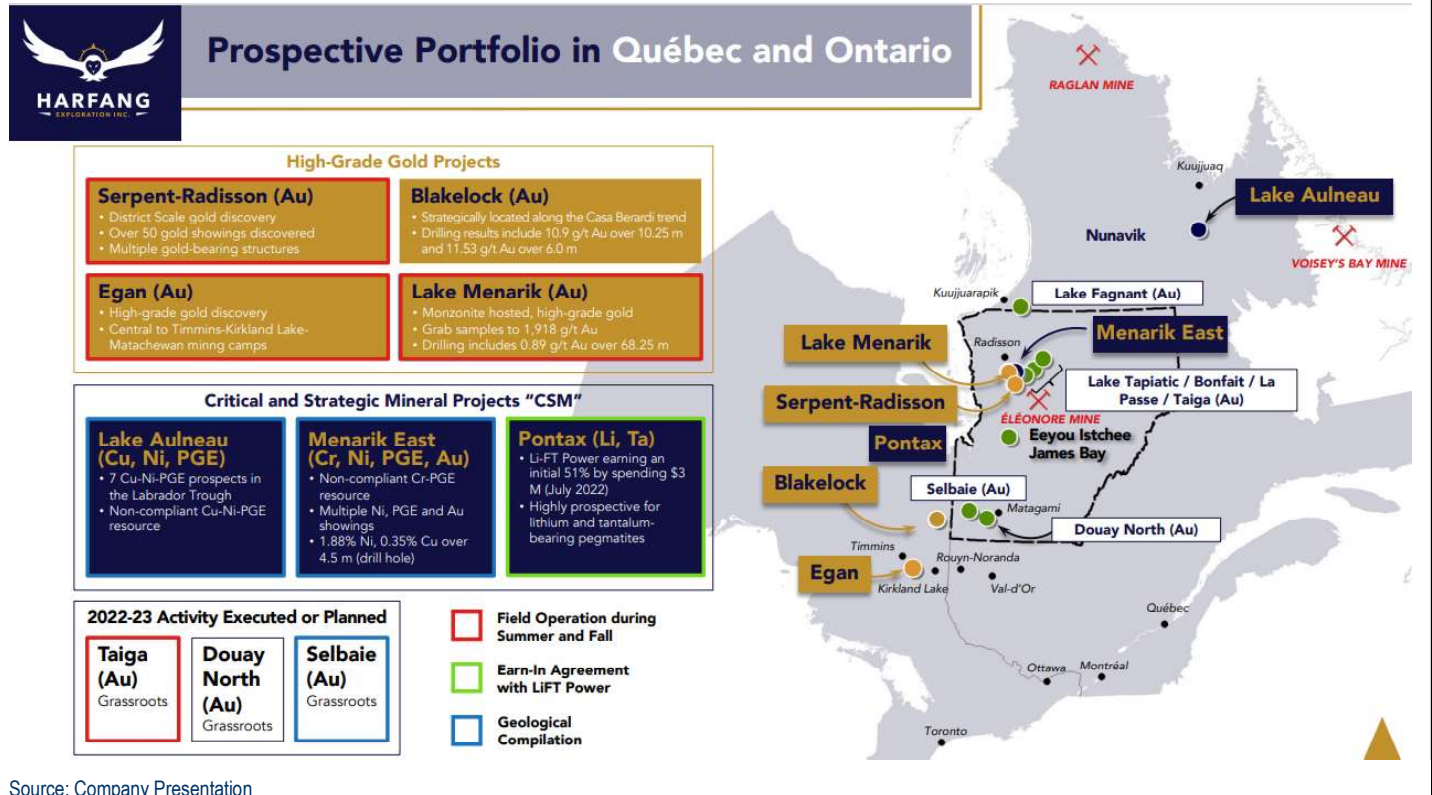 HARFANG
EXPLORATION INC.
Prospective Portfolio in Québec and Ontario
High-Grade Gold Projects
Serpent-Radisson (Au)
• District Scale gold discovery
• Over 50 gold showings discovered
• Multiple gold-bearing structures
Blakelock (Au)
• Strategically located along the Casa Berardi trend
• Drilling results include 10.9 g/t Au over 10.25 m
and 11.53 g/t Au over 6.0 m
Egan (Au)
• High-grade gold discovery
• Central to Timmins-Kirkland Lake-
Matachewan minng camps
Lake Menarik (Au)
• Monzonite hosted, high-grade gold
• Grab samples to 1,918 g/t Au
• Drilling includes 0.89 g/t Au over 68.25 m
Critical and Strategic Mineral Projects “CSM”
Lake Aulneau
(Cu, Ni, PGE)
• 7 Cu-Ni-PGE prospects in
the Labrador Trough
• Non-compliant Cu-Ni-PGE
resource
Menarik East
(Cr, Ni, PGE, Au)
• Non-compliant Cr-PGE
resource
• Multiple Ni, PGE and Au
showings
• 1.88% Ni, 0.35% Cu over
4.5 m (drill hole)
Pontax (Li, Ta)
• Li-FT Power earning an
initial 51% by spending $3
M (July 2022)
• Highly prospective for
lithium and tantalum-
bearing pegmatites
2022-23 Activity Executed or Planned
Taiga
(Au)
Grassroots
Douay
North
(Au)
Grassroots
Selbaie
(Au)
Grassroots
Field Operation during
Summer and Fall
Earn-In Agreement
with LiFT Power
Geological
Compilation
RAGLAN MINE
Kuujjuaq
Lake Aulneau
Nunavik
VOISEY'S BAY MINE
Kuujjuarapik
Lake Fagnant (Au)
Menarik East
Lake Menarik
Radisson
Lake Tapiatic / Bonfait / La
Passe / Taiga (Au)
Serpent-Radisson
ÉLÉONORE MINE
Pontax
Eeyou Istchee
James Bay
Blakelock
Selbaie (Au)
Matagami
Douay North (Au)
Timmins
Rouyn-Noranda
Egan
Kirkland Lake
Val-d'Or
Québec
Ottawa
Montréal
Toronto
Source: Company Presentation